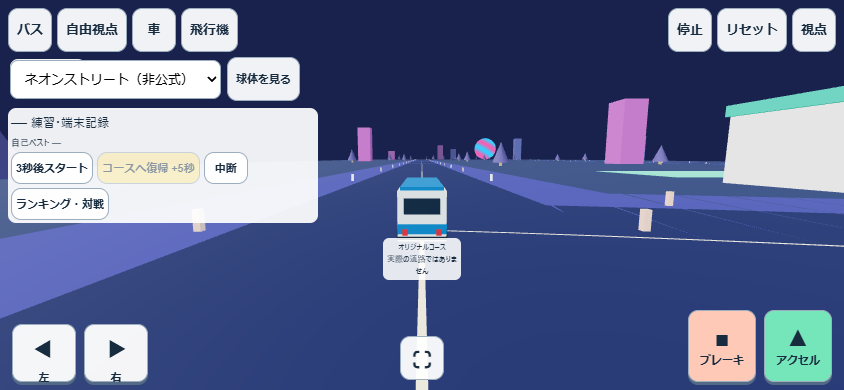 バス 自由視点 車 飛行機 停止 リセット 視点
ネオンストリート（非公式） 球体を見る
── 練習・端末記録
自己ベスト ―
3秒後スタート コースへ復帰 +5秒 中断
ランキング・対戦
オリジナルコース
実際の道路ではありま
せん
◀ ▶ ■ ▲
左 右 ブレーキ アクセル